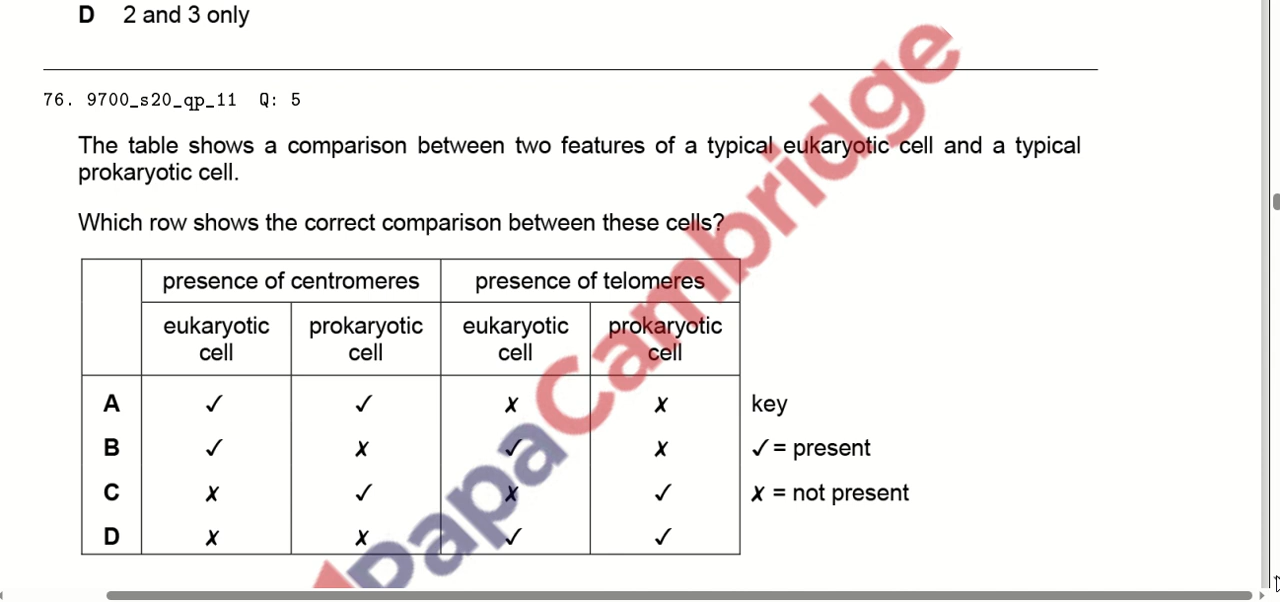 D 2 and 3 only
76. 9700_s20_qp_11 Q: 5
The table shows a comparison between two features of a typical eukaryotic cell and a typical
prokaryotic cell.
Which row shows the correct comparison between these cells?
presence of centromeres presence of telomeres
eukaryotic cell prokaryotic cell eukaryotic cell prokaryotic cell
A ✓ ✓ ✗ ✗ key
B ✓ ✗ ✓ ✗ ✓ = present
C ✗ ✓ ✗ ✓ ✗ = not present
D ✗ ✗ ✓ ✓
PapaCambridge